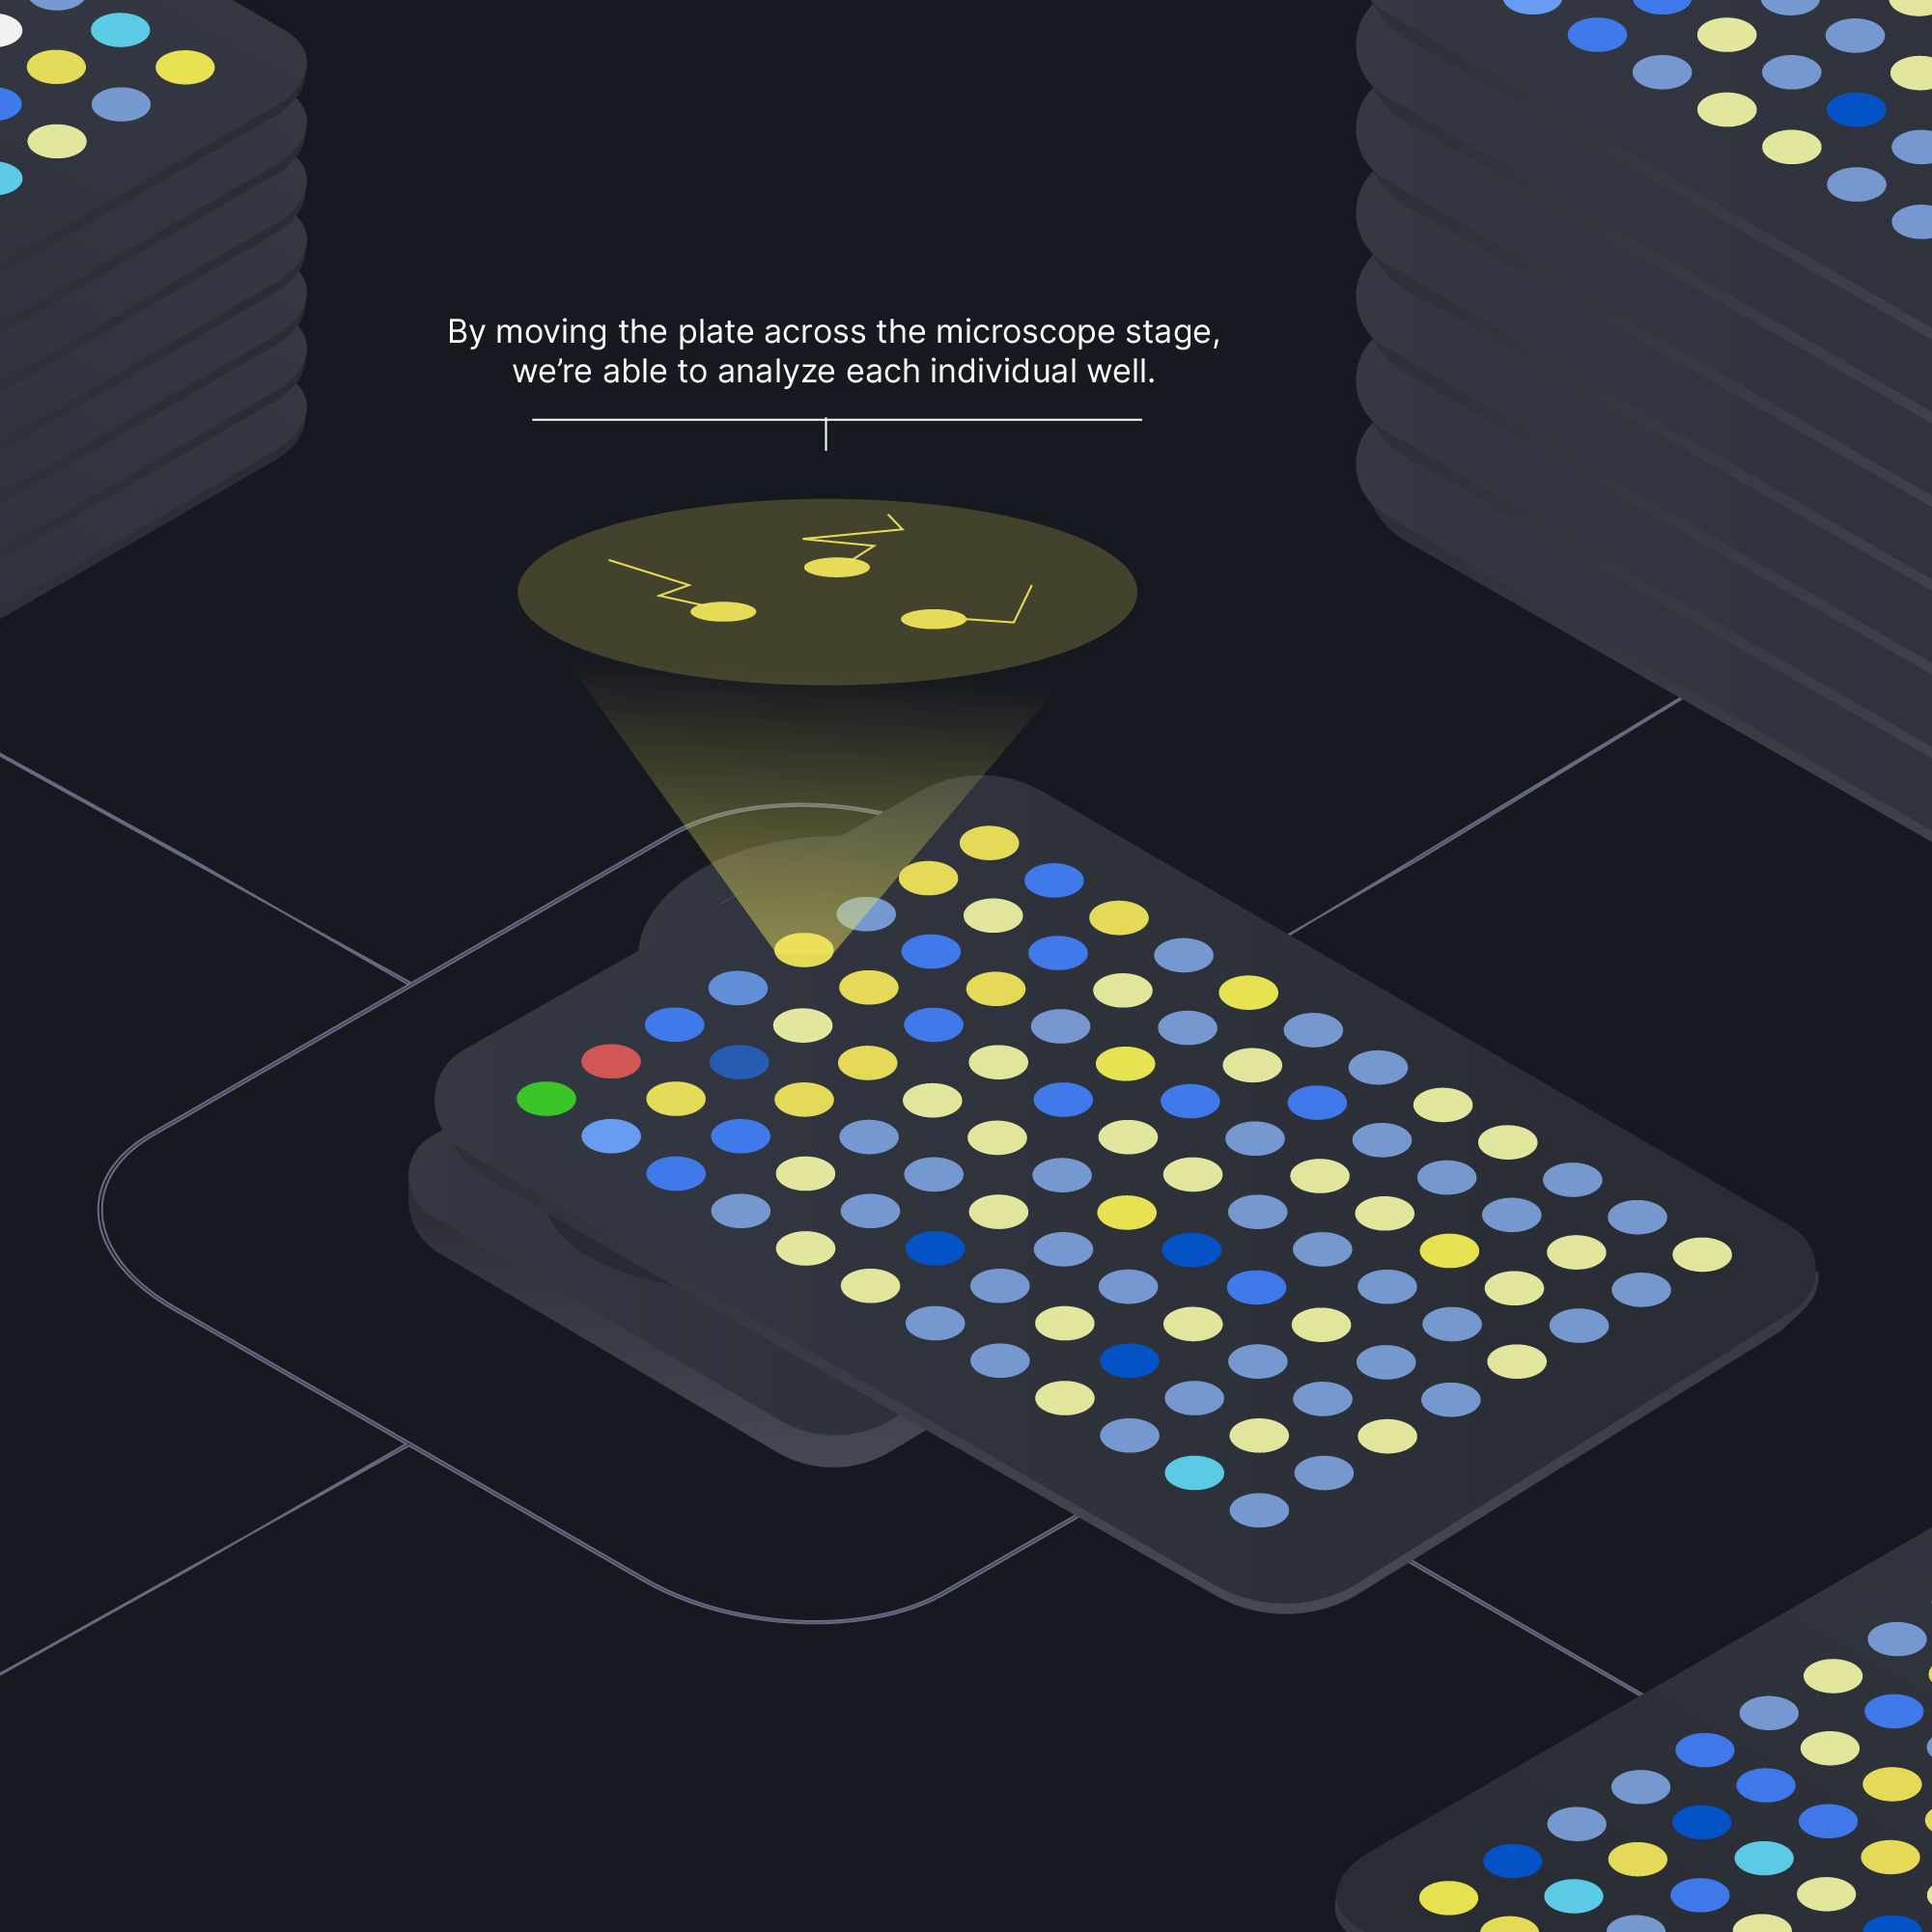 By moving the plate across the microscope stage,
we’re able to analyze each individual well.